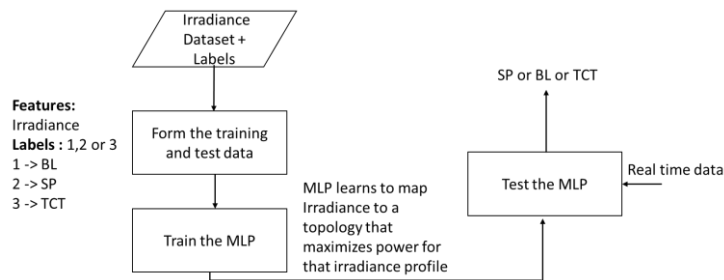 Irradiance
Dataset +
Labels
Features:
Irradiance
Labels : 1,2 or 3
1 -> BL
2 -> SP
3 -> TCT
Form the training
and test data
Train the MLP
MLP learns to map
Irradiance to a
topology that
maximizes power for
that irradiance profile
SP or BL or TCT
Test the MLP
Real time data